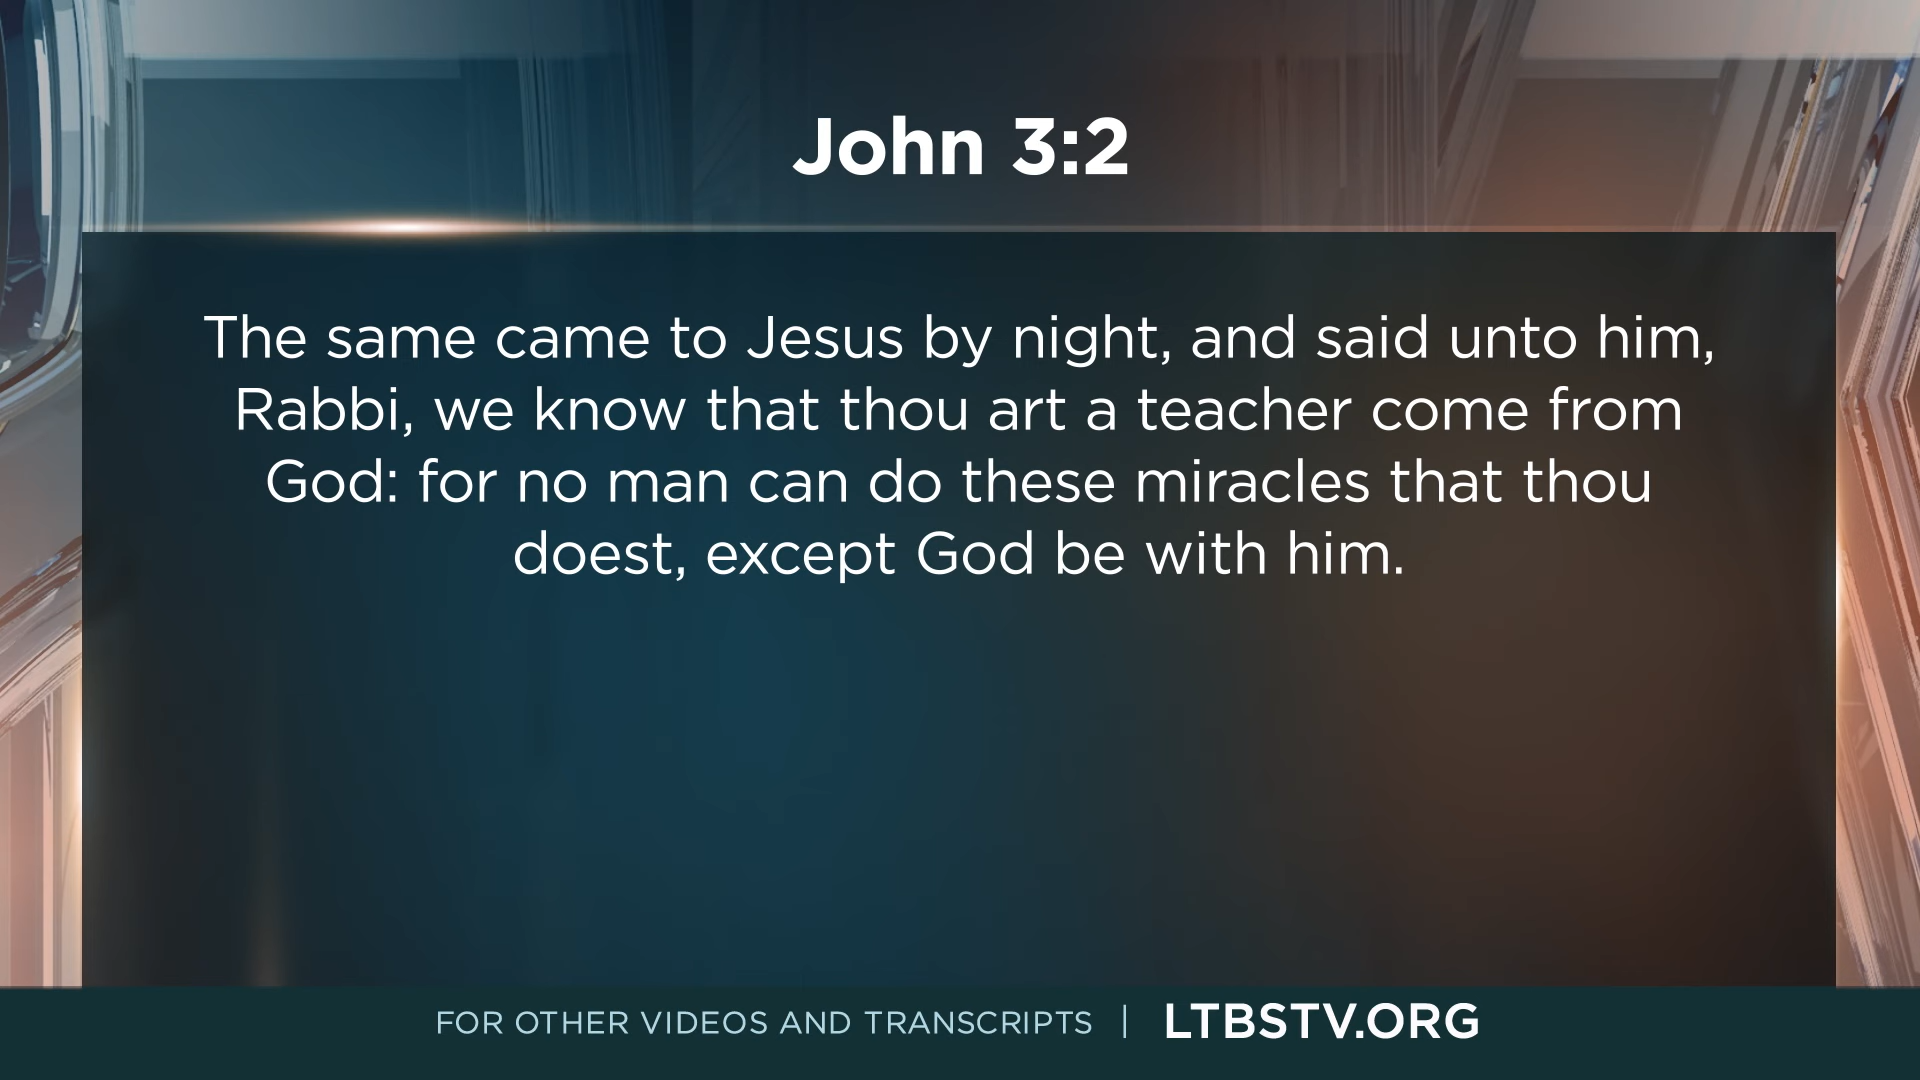 John 3:2
The same came to Jesus by night, and said unto him,
Rabbi, we know that thou art a teacher come from
God: for no man can do these miracles that thou
doest, except God be with him.
FOR OTHER VIDEOS AND TRANSCRIPTS | LTBSTV.ORG